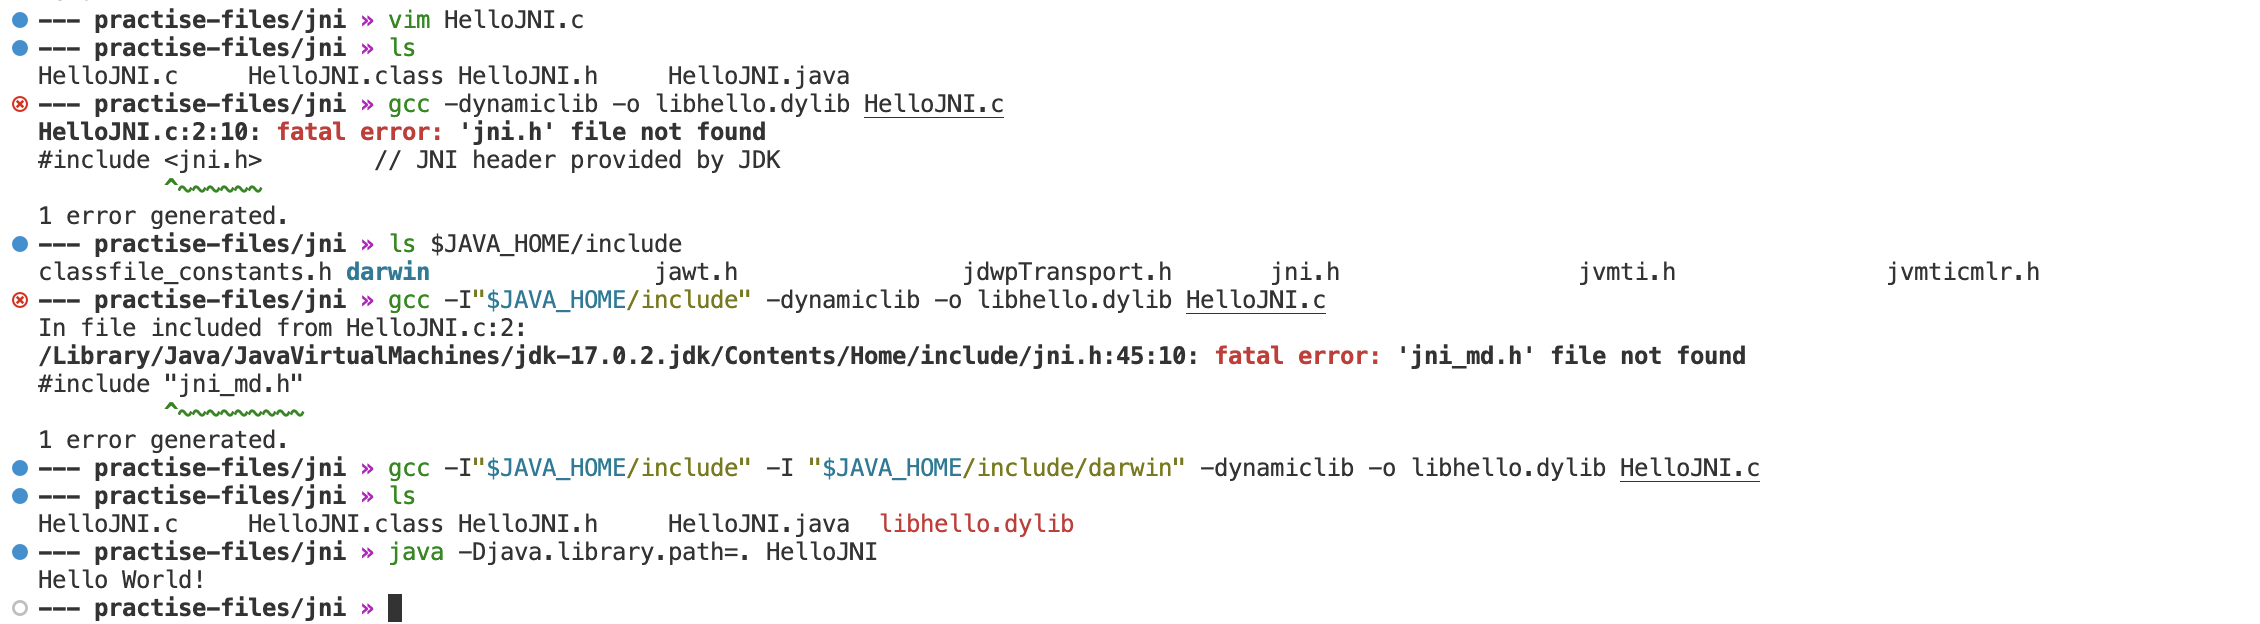 --- practise-files/jni » vim HelloJNI.c
--- practise-files/jni » ls
HelloJNI.c     HelloJNI.class HelloJNI.h     HelloJNI.java
--- practise-files/jni » gcc -dynamiclib -o libhello.dylib HelloJNI.c
HelloJNI.c:2:10: fatal error: 'jni.h' file not found
#include <jni.h>        // JNI header provided by JDK
         ^~~~~~~
1 error generated.
--- practise-files/jni » ls $JAVA_HOME/include
classfile_constants.h darwin                jawt.h                jdwpTransport.h       jni.h                 jvmti.h               jvmticmlr.h
--- practise-files/jni » gcc -I"$JAVA_HOME/include" -dynamiclib -o libhello.dylib HelloJNI.c
In file included from HelloJNI.c:2:
/Library/Java/JavaVirtualMachines/jdk-17.0.2.jdk/Contents/Home/include/jni.h:45:10: fatal error: 'jni_md.h' file not found
#include "jni_md.h"
         ^~~~~~~~~~
1 error generated.
--- practise-files/jni » gcc -I"$JAVA_HOME/include" -I "$JAVA_HOME/include/darwin" -dynamiclib -o libhello.dylib HelloJNI.c
--- practise-files/jni » ls
HelloJNI.c     HelloJNI.class HelloJNI.h     HelloJNI.java  libhello.dylib
--- practise-files/jni » java -Djava.library.path=. HelloJNI
Hello World!
--- practise-files/jni »